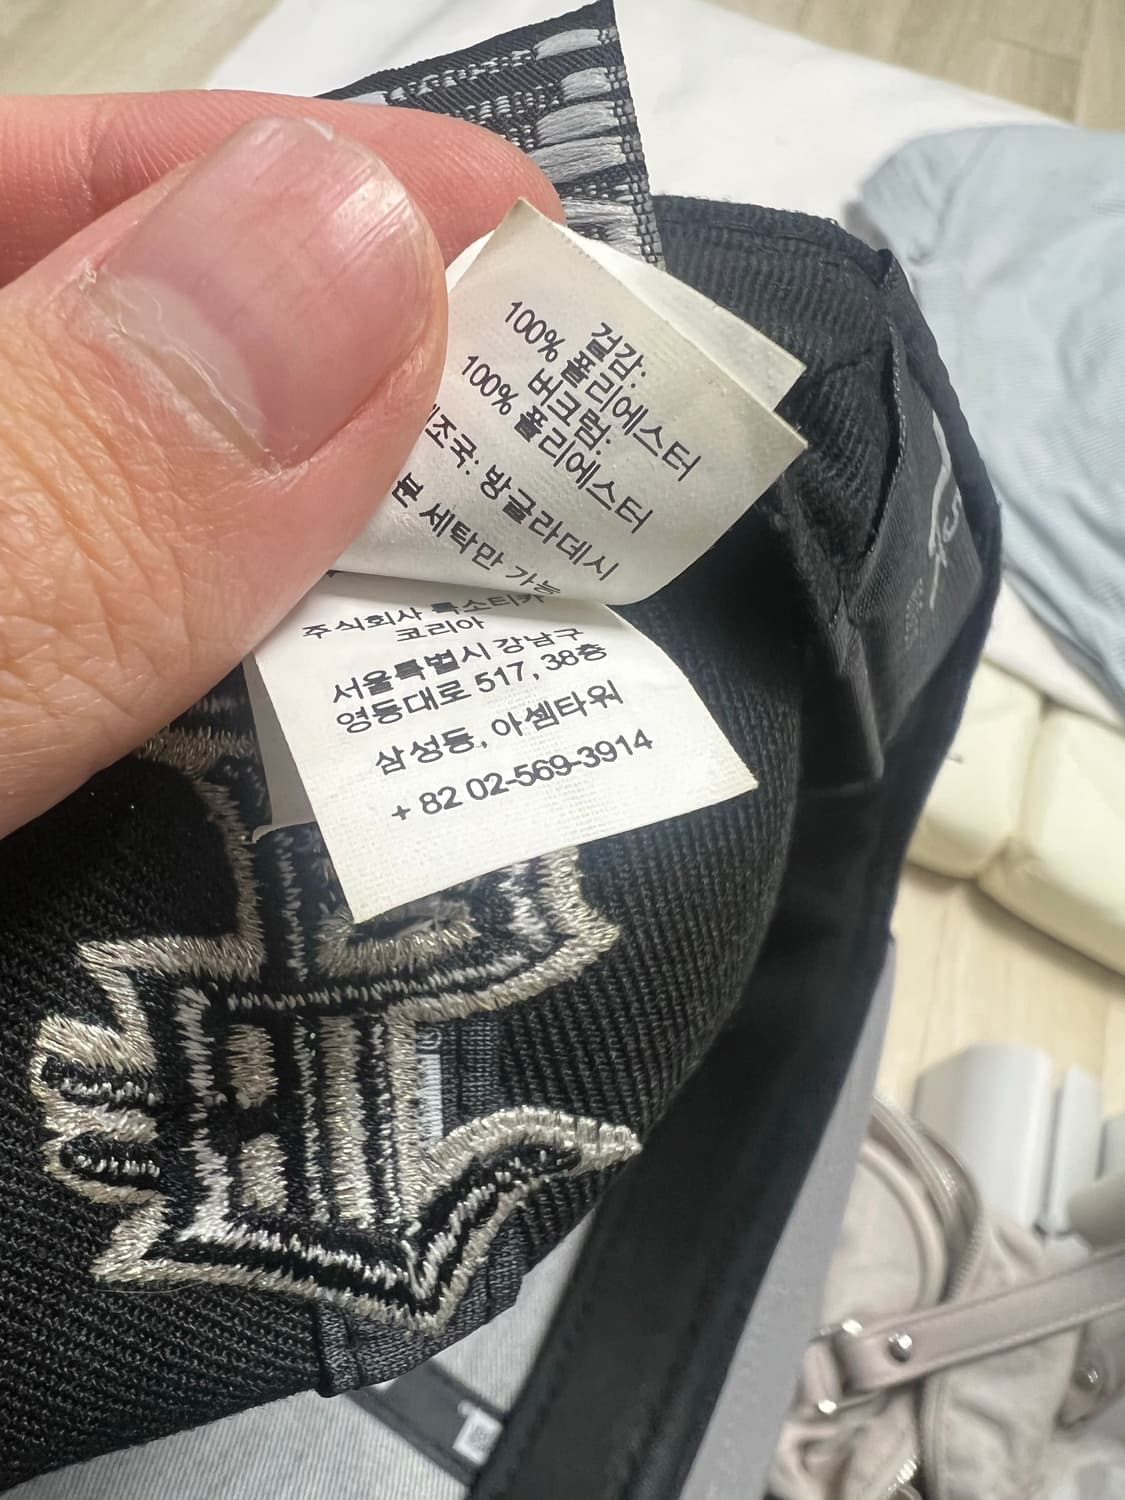 겉감:
100% 폴리에스터
버크럼:
100% 폴리에스터
제조국: 방글라데시
세탁만 가능
주식회사 룩소티카
코리아
서울특별시 강남구
영동대로 517, 38층
삼성동, 아셈타워
+ 82 02-569-3914